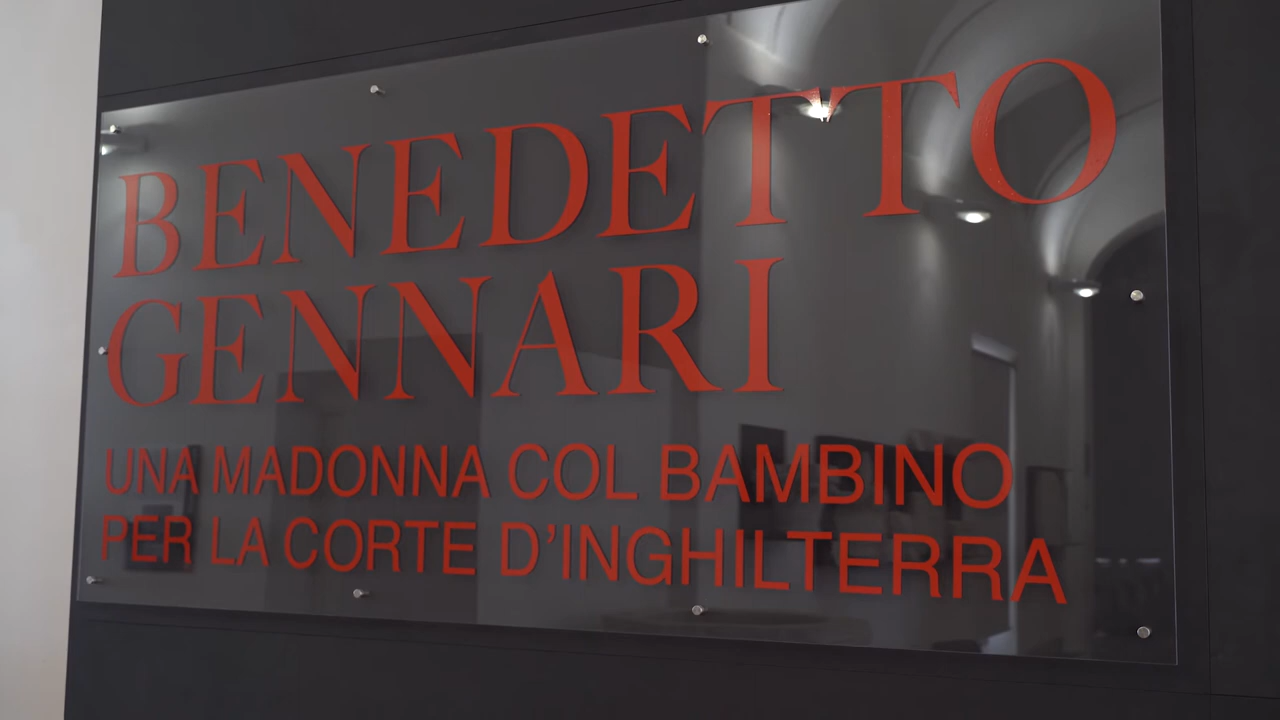 BENEDETTO
GENNARI
UNA MADONNA COL BAMBINO
PER LA CORTE D’INGHILTERRA